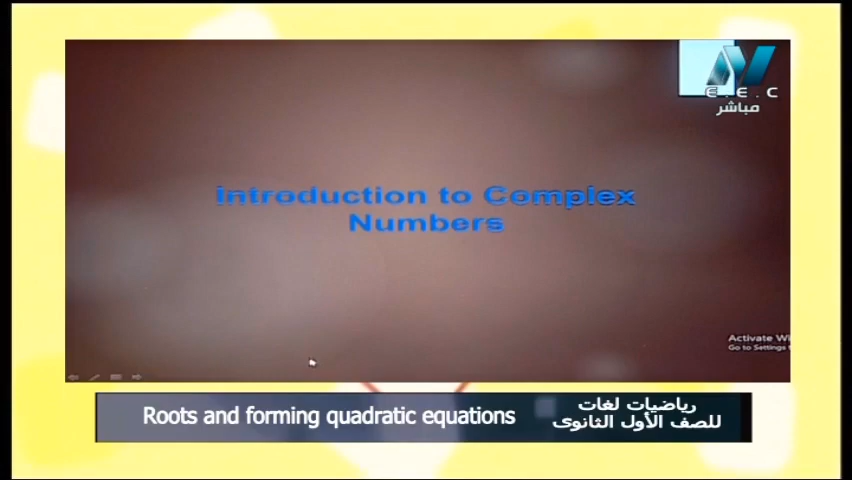 E.E.C
مباشر
Introduction to Complex
Numbers
Activate Wi
Go to Settings
Roots and forming quadratic equations
رياضيات لغات
للصف الأول الثانوى